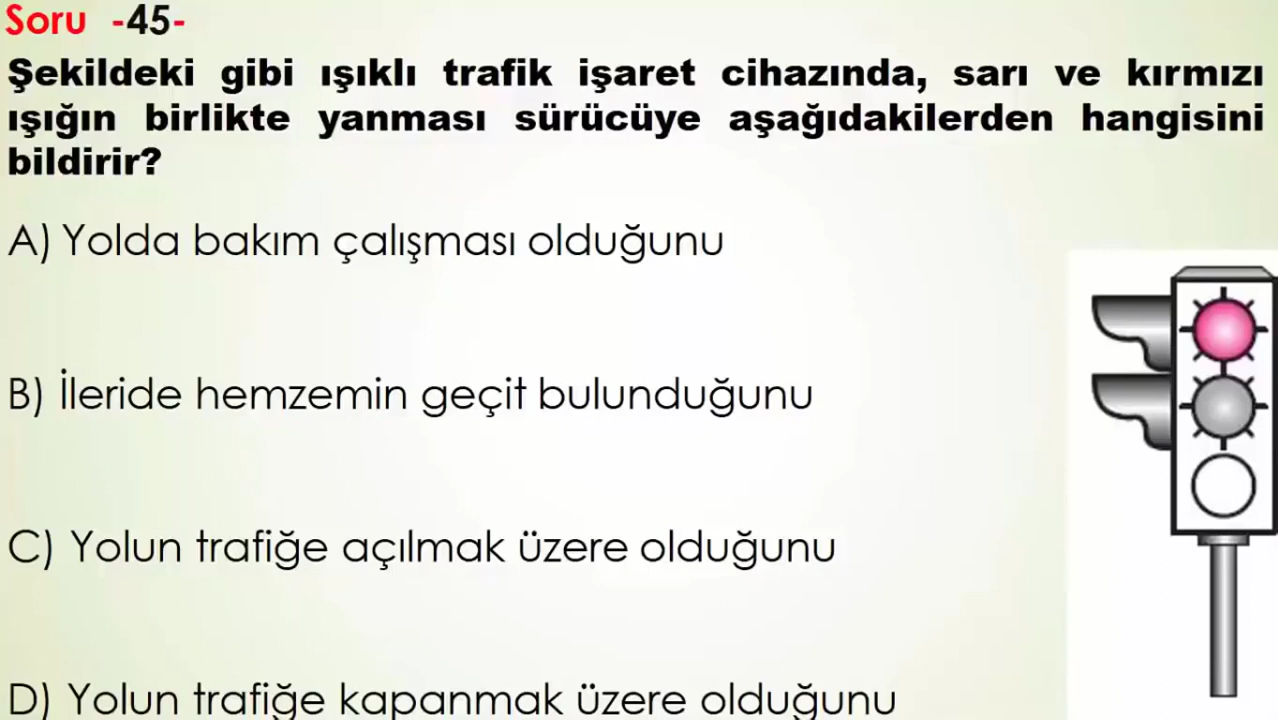 Soru -45-
Şekildeki gibi ışıklı trafik işaret cihazında, sarı ve kırmızı
ışığın birlikte yanması sürücüye aşağıdakilerden hangisini
bildirir?
A) Yolda bakım çalışması olduğunu
B) İleride hemzemin geçit bulunduğunu
C) Yolun trafiğe açılmak üzere olduğunu
D) Yolun trafiğe kapanmak üzere olduğunu